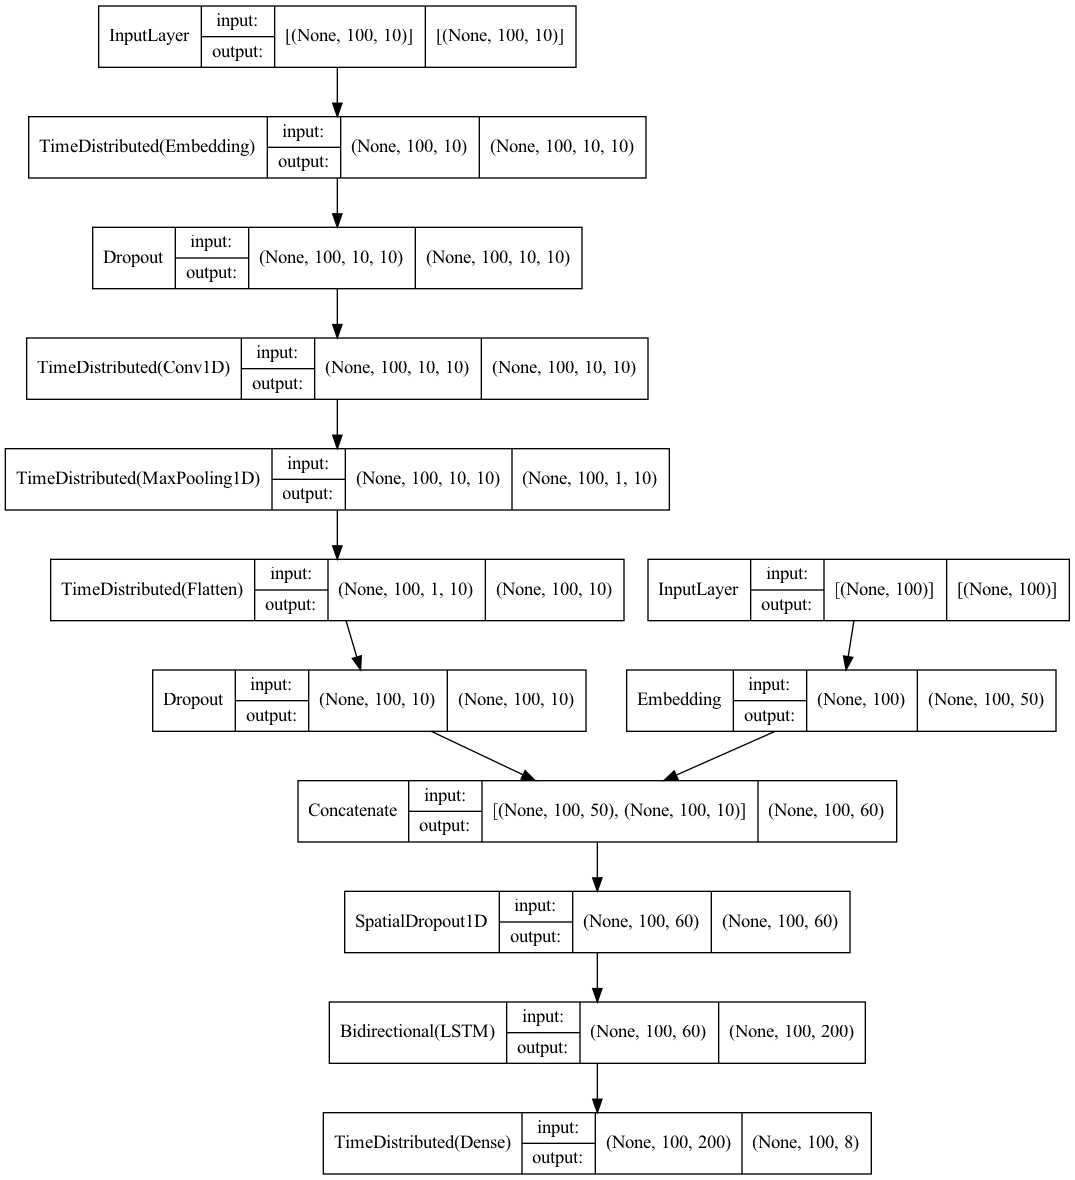 InputLayer input: output: [(None, 100, 10)] [(None, 100, 10)]
TimeDistributed(Embedding) input: output: (None, 100, 10) (None, 100, 10, 10)
Dropout input: output: (None, 100, 10, 10) (None, 100, 10, 10)
TimeDistributed(Conv1D) input: output: (None, 100, 10, 10) (None, 100, 10, 10)
TimeDistributed(MaxPooling1D) input: output: (None, 100, 10, 10) (None, 100, 1, 10)
TimeDistributed(Flatten) input: output: (None, 100, 1, 10) (None, 100, 10)
InputLayer input: output: [(None, 100)] [(None, 100)]
Dropout input: output: (None, 100, 10) (None, 100, 10)
Embedding input: output: (None, 100) (None, 100, 50)
Concatenate input: output: [(None, 100, 50), (None, 100, 10)] (None, 100, 60)
SpatialDropout1D input: output: (None, 100, 60) (None, 100, 60)
Bidirectional(LSTM) input: output: (None, 100, 60) (None, 100, 200)
TimeDistributed(Dense) input: output: (None, 100, 200) (None, 100, 8)